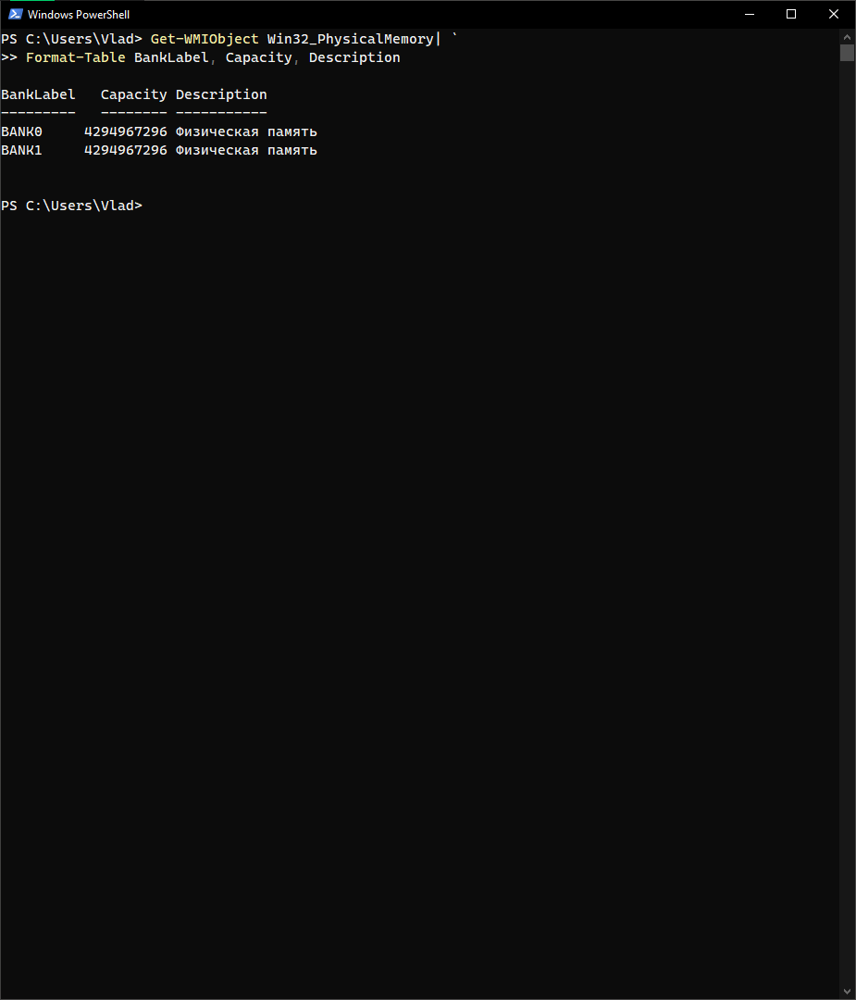 Windows PowerShell
PS C:\Users\Vlad> Get-WMIObject Win32_PhysicalMemory| `
>> Format-Table BankLabel, Capacity, Description
BankLabel   Capacity Description
---------   -------- -----------
BANK0     4294967296 Физическая память
BANK1     4294967296 Физическая память
PS C:\Users\Vlad>